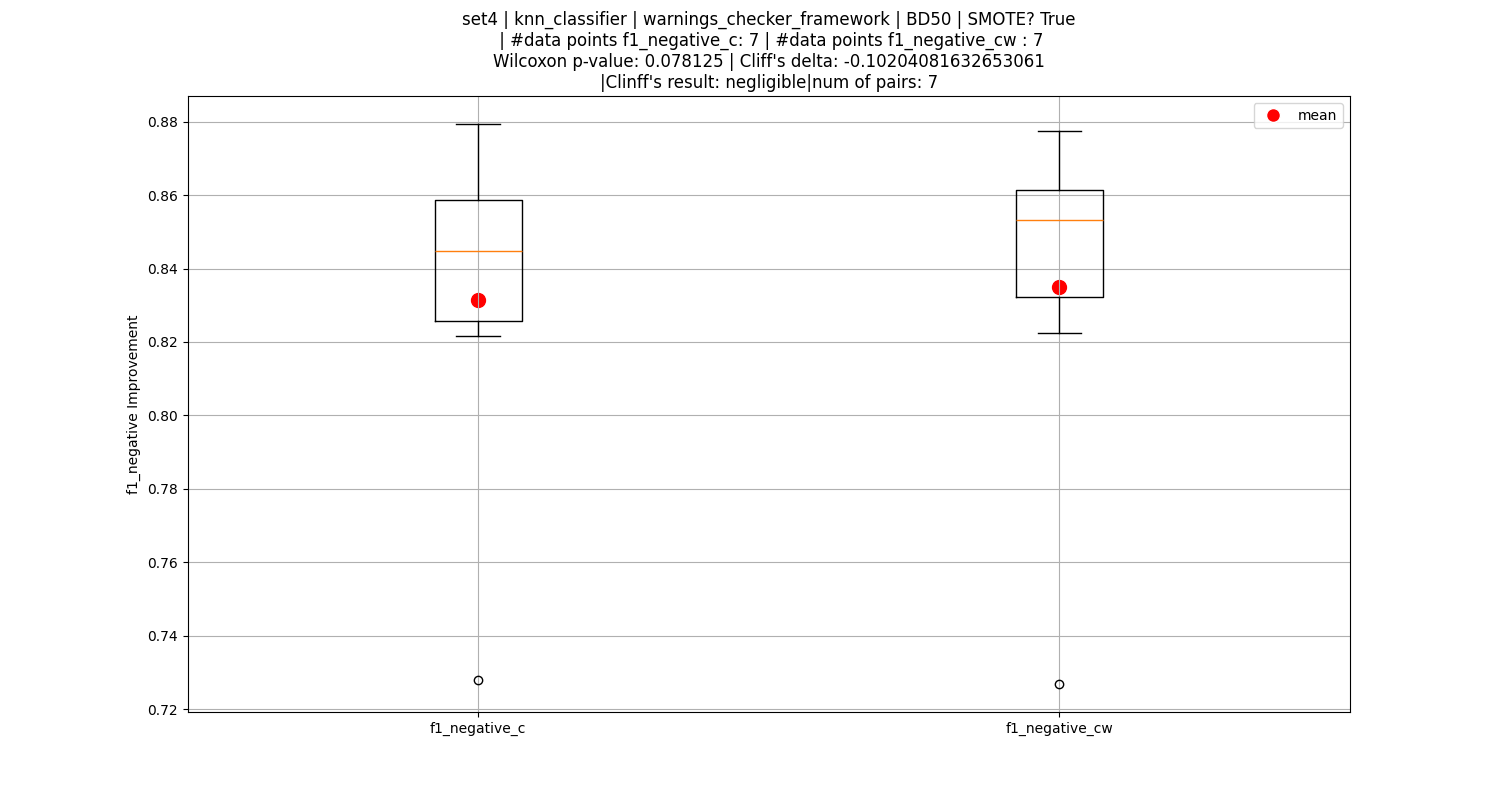 set4 | knn_classifier | warnings_checker_framework | BD50 | SMOTE? True
| #data points f1_negative_c: 7 | #data points f1_negative_cw : 7
Wilcoxon p-value: 0.078125 | Cliff's delta: -0.10204081632653061
|Clinff's result: negligible|num of pairs: 7
mean
f1_negative Improvement
0.88
0.86
0.84
0.82
0.80
0.78
0.76
0.74
0.72
f1_negative_c
f1_negative_cw